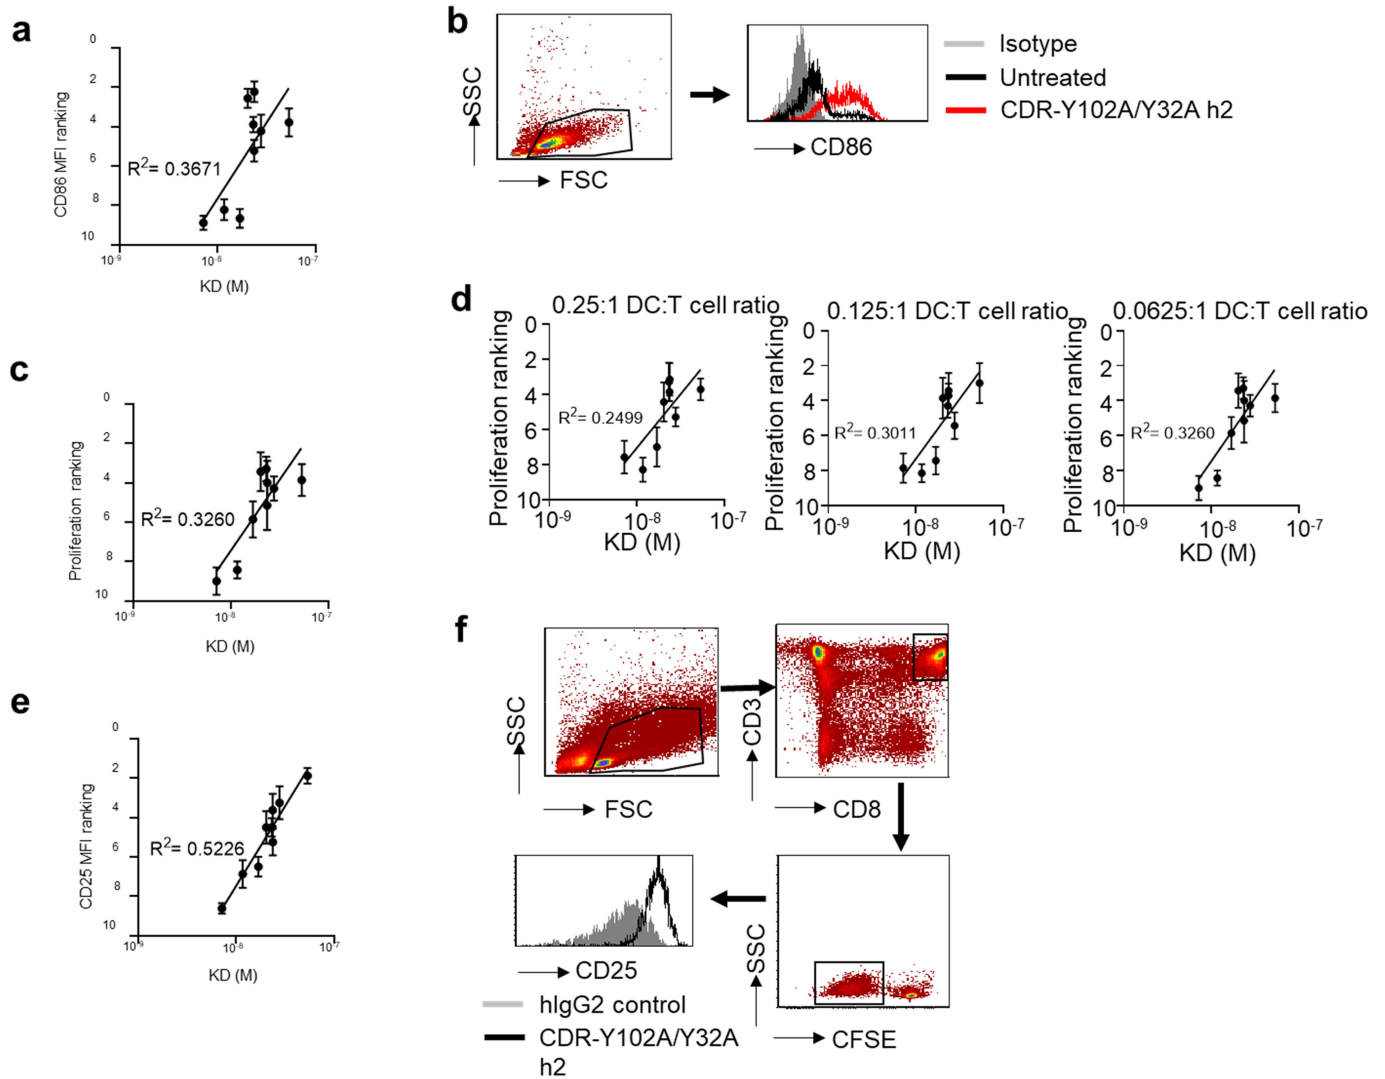 a
0
2
4
6
8
10
CD86 MFI ranking
R2= 0.3671
10-9
10-8
10-7
KD (M)
b
SSC
FSC
CD86
Isotype
Untreated
CDR-Y102A/Y32A h2
c
0
2
4
6
8
10
Proliferation ranking
R2= 0.3260
10-9
10-8
10-7
KD (M)
d
0.25:1 DC:T cell ratio
Proliferation ranking
0
2
4
6
8
10
R2= 0.2499
10-9
10-8
10-7
KD (M)
0.125:1 DC:T cell ratio
Proliferation ranking
0
2
4
6
8
10
R2= 0.3011
10-9
10-8
10-7
KD (M)
0.0625:1 DC:T cell ratio
Proliferation ranking
0
2
4
6
8
10
R2= 0.3260
10-9
10-8
10-7
KD (M)
e
0
2
4
6
8
10
CD25 MFI ranking
R2= 0.5226
10-9
10-8
10-7
KD (M)
f
SSC
FSC
CD3
CD8
SSC
CFSE
CD25
hIgG2 control
CDR-Y102A/Y32A
h2